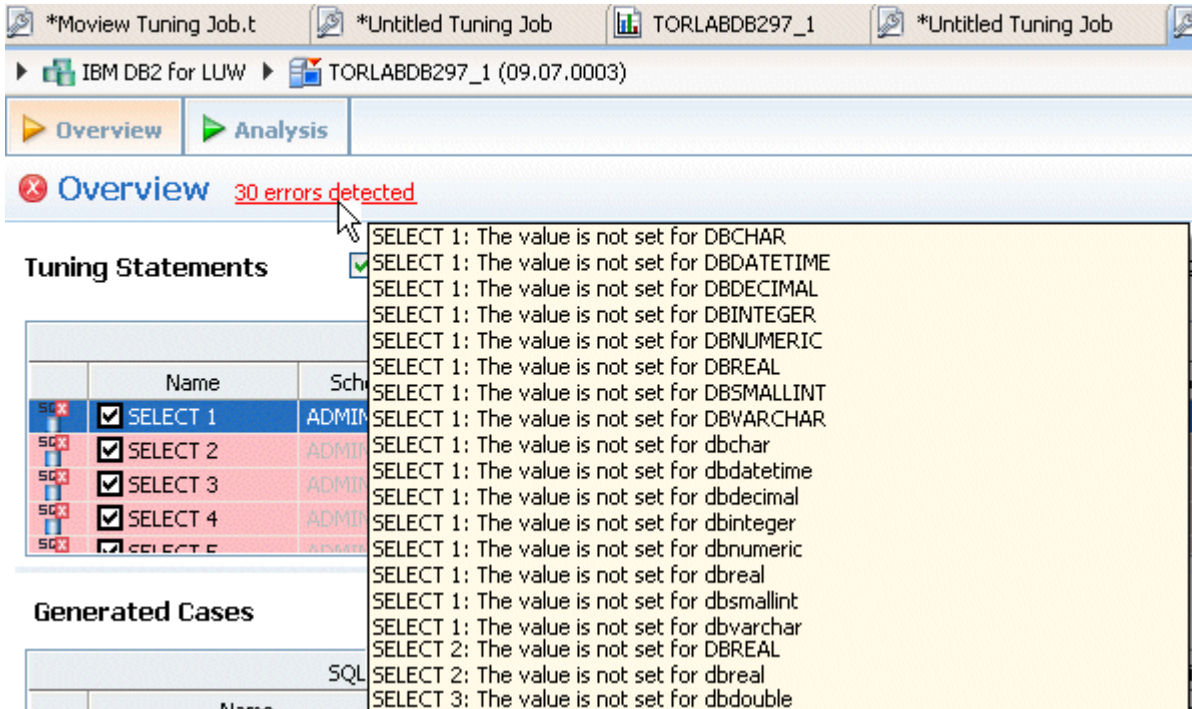 *Moview Tuning Job.t
*Untitled Tuning Job
TORLABDB297_1
*Untitled Tuning Job
IBM DB2 for LUW
TORLABDB297_1 (09.07.0003)
Overview
Analysis
Overview
30 errors detected
Tuning Statements
SELECT 1: The value is not set for DBCHAR
SELECT 1: The value is not set for DBDATETIME
SELECT 1: The value is not set for DBDECIMAL
SELECT 1: The value is not set for DBINTEGER
SELECT 1: The value is not set for DBNUMERIC
SELECT 1: The value is not set for DBREAL
SELECT 1: The value is not set for DBSMALLINT
SELECT 1: The value is not set for DBVARCHAR
SELECT 1: The value is not set for dbchar
SELECT 1: The value is not set for dbdatetime
SELECT 1: The value is not set for dbdecimal
SELECT 1: The value is not set for dbinteger
SELECT 1: The value is not set for dbnumeric
SELECT 1: The value is not set for dbreal
SELECT 1: The value is not set for dbsmallint
SELECT 1: The value is not set for dbvarchar
SELECT 2: The value is not set for DBREAL
SELECT 2: The value is not set for dbreal
SELECT 3: The value is not set for dbdouble
Name
Sch
SELECT 1
ADMIN
SELECT 2
ADMIN
SELECT 3
ADMIN
SELECT 4
ADMIN
SELECT 5
Generated Cases
SQL
Name